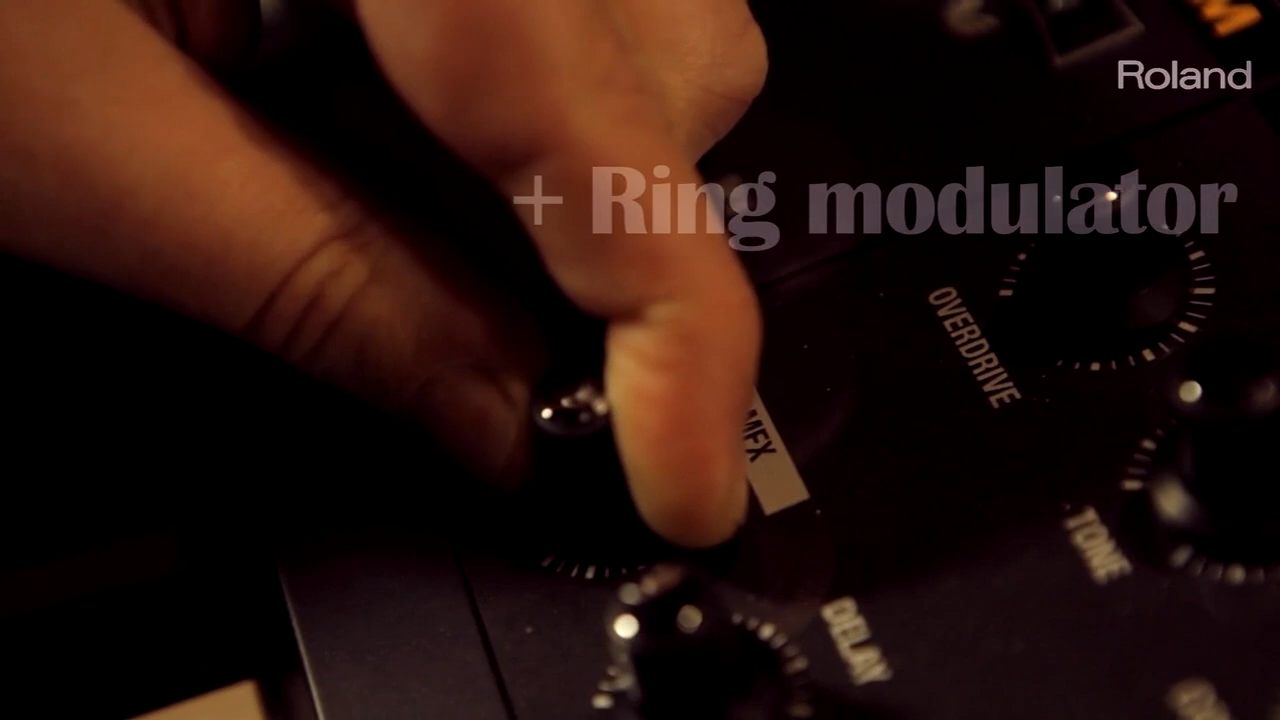 Roland
+ Ring modulator
OVERDRIVE
MFX
TONE
DELAY